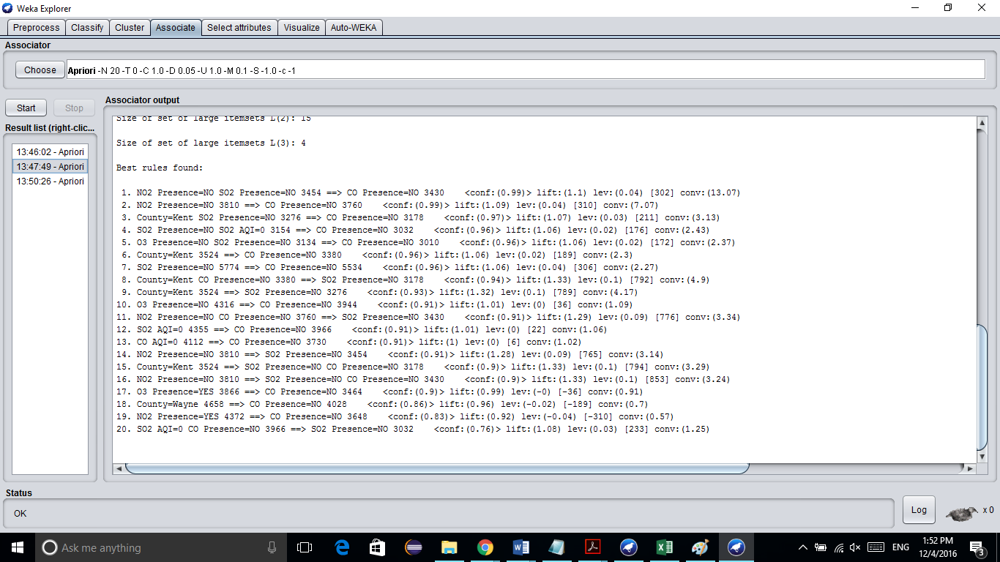 Weka Explorer
Preprocess Classify Cluster Associate Select attributes Visualize Auto-WEKA
Associator
Choose Apriori -N 20 -T 0 -C 1.0 -D 0.05 -U 1.0 -M 0.1 -S -1.0 -c -1
Start Stop
Result list (right-clic...
13:46:02 - Apriori
13:47:49 - Apriori
13:50:26 - Apriori
Associator output
Size of set of large itemsets L(2): 15
Size of set of large itemsets L(3): 4
Best rules found:
1. NO2 Presence=NO SO2 Presence=NO 3454 ==> CO Presence=NO 3430 <conf:(0.99)> lift:(1.1) lev:(0.04) [302] conv:(13.07)
2. NO2 Presence=NO 3810 ==> CO Presence=NO 3760 <conf:(0.99)> lift:(1.09) lev:(0.04) [310] conv:(7.07)
3. County=Kent SO2 Presence=NO 3276 ==> CO Presence=NO 3178 <conf:(0.97)> lift:(1.07) lev:(0.03) [211] conv:(3.13)
4. SO2 Presence=NO SO2 AQI=0 3154 ==> CO Presence=NO 3032 <conf:(0.96)> lift:(1.06) lev:(0.02) [176] conv:(2.43)
5. O3 Presence=NO SO2 Presence=NO 3134 ==> CO Presence=NO 3010 <conf:(0.96)> lift:(1.06) lev:(0.02) [172] conv:(2.37)
6. County=Kent 3524 ==> CO Presence=NO 3380 <conf:(0.96)> lift:(1.06) lev:(0.02) [189] conv:(2.3)
7. SO2 Presence=NO 5774 ==> CO Presence=NO 5534 <conf:(0.96)> lift:(1.06) lev:(0.04) [306] conv:(2.27)
8. County=Kent CO Presence=NO 3380 ==> SO2 Presence=NO 3178 <conf:(0.94)> lift:(1.33) lev:(0.1) [792] conv:(4.9)
9. County=Kent 3524 ==> SO2 Presence=NO 3276 <conf:(0.93)> lift:(1.32) lev:(0.1) [789] conv:(4.17)
10. O3 Presence=NO 4316 ==> CO Presence=NO 3944 <conf:(0.91)> lift:(1.01) lev:(0) [36] conv:(1.09)
11. NO2 Presence=NO CO Presence=NO 3760 ==> SO2 Presence=NO 3430 <conf:(0.91)> lift:(1.29) lev:(0.09) [776] conv:(3.34)
12. SO2 AQI=0 4355 ==> CO Presence=NO 3966 <conf:(0.91)> lift:(1.01) lev:(0) [22] conv:(1.06)
13. CO AQI=0 4112 ==> CO Presence=NO 3730 <conf:(0.91)> lift:(1) lev:(0) [6] conv:(1.02)
14. NO2 Presence=NO 3810 ==> SO2 Presence=NO 3454 <conf:(0.91)> lift:(1.28) lev:(0.09) [765] conv:(3.14)
15. County=Kent 3524 ==> SO2 Presence=NO CO Presence=NO 3178 <conf:(0.9)> lift:(1.33) lev:(0.1) [794] conv:(3.29)
16. NO2 Presence=NO 3810 ==> SO2 Presence=NO CO Presence=NO 3430 <conf:(0.9)> lift:(1.33) lev:(0.1) [853] conv:(3.24)
17. O3 Presence=YES 3866 ==> CO Presence=NO 3464 <conf:(0.9)> lift:(0.99) lev:(-0) [-36] conv:(0.91)
18. County=Wayne 4658 ==> CO Presence=NO 4028 <conf:(0.86)> lift:(0.96) lev:(-0.02) [-189] conv:(0.7)
19. NO2 Presence=YES 4372 ==> CO Presence=NO 3648 <conf:(0.83)> lift:(0.92) lev:(-0.04) [-310] conv:(0.57)
20. SO2 AQI=0 CO Presence=NO 3966 ==> SO2 Presence=NO 3032 <conf:(0.76)> lift:(1.08) lev:(0.03) [233] conv:(1.25)
Status
OK
Log
x 0
Ask me anything
ENG
1:52 PM
12/4/2016
3